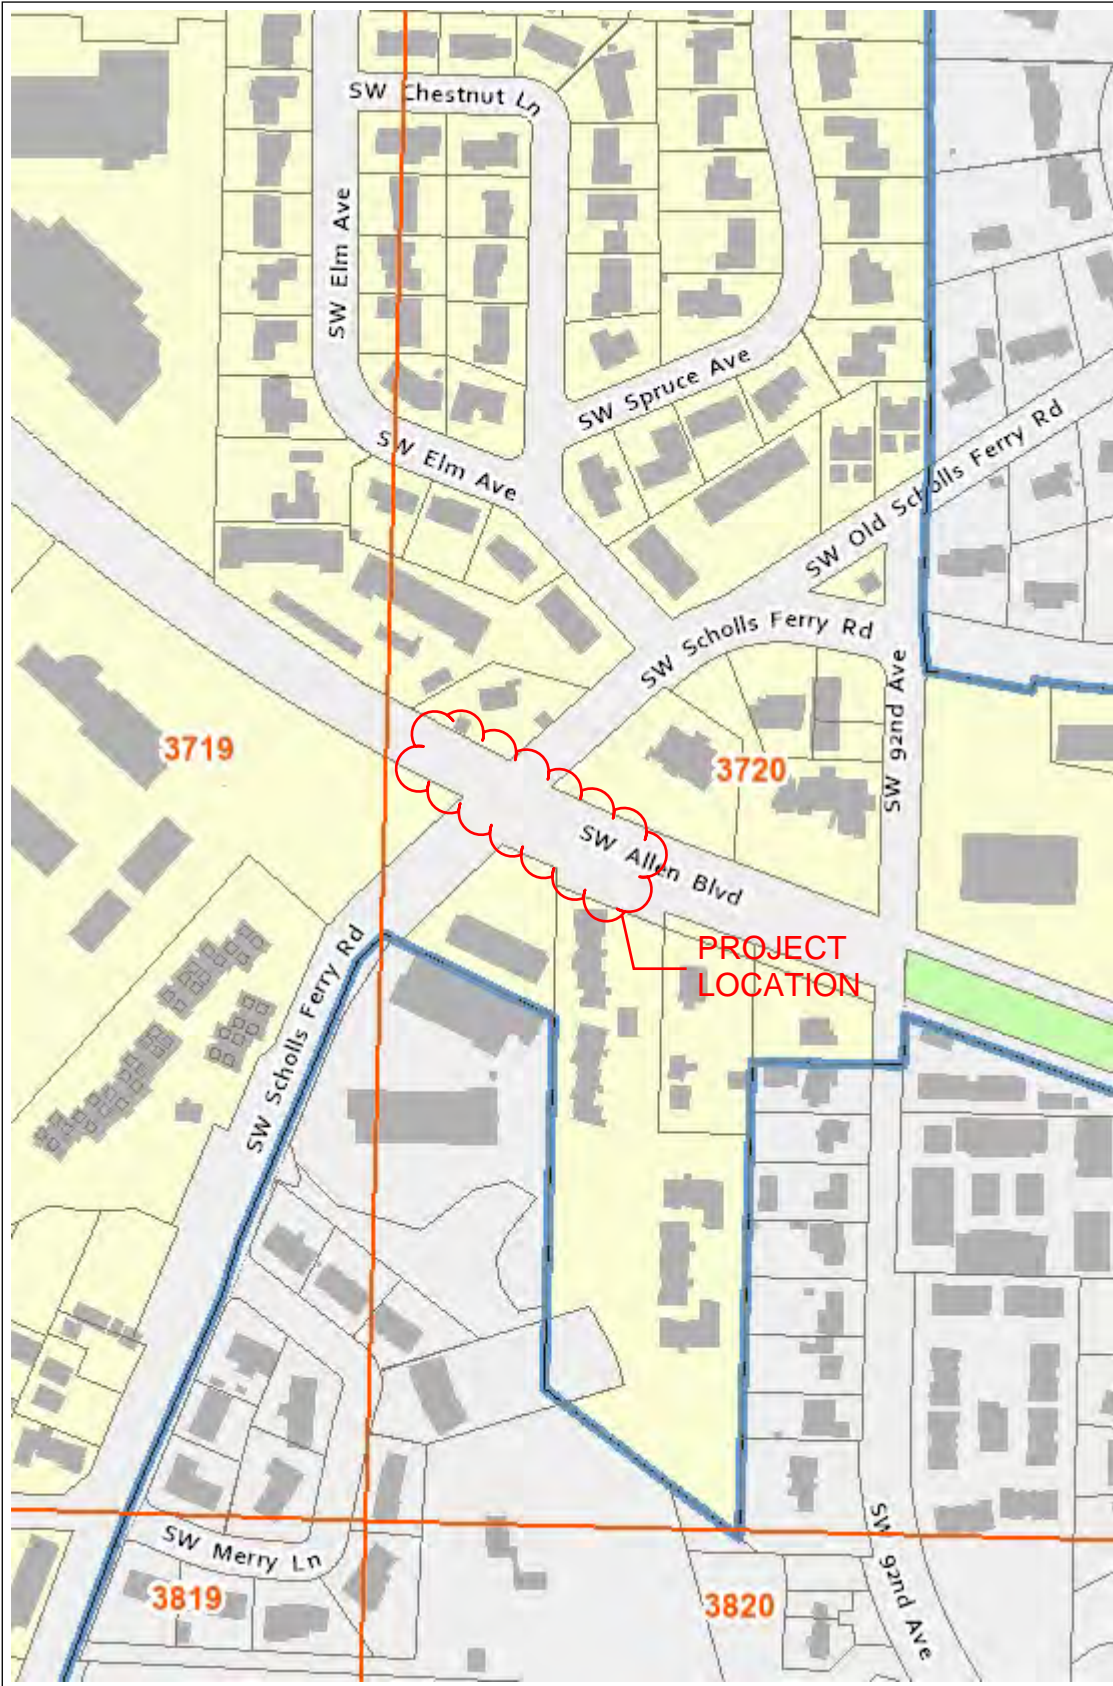 SW Chestnut Ln
SW Elm Ave
SW Spruce Ave
SW Elm Ave
SW Old Scholls Ferry Rd
SW Scholls Ferry Rd
SW 92nd Ave
3719
3720
SW Allen Blvd
PROJECT
LOCATION
SW Scholls Ferry Rd
SW Merry Ln
SW 92nd Ave
3819
3820